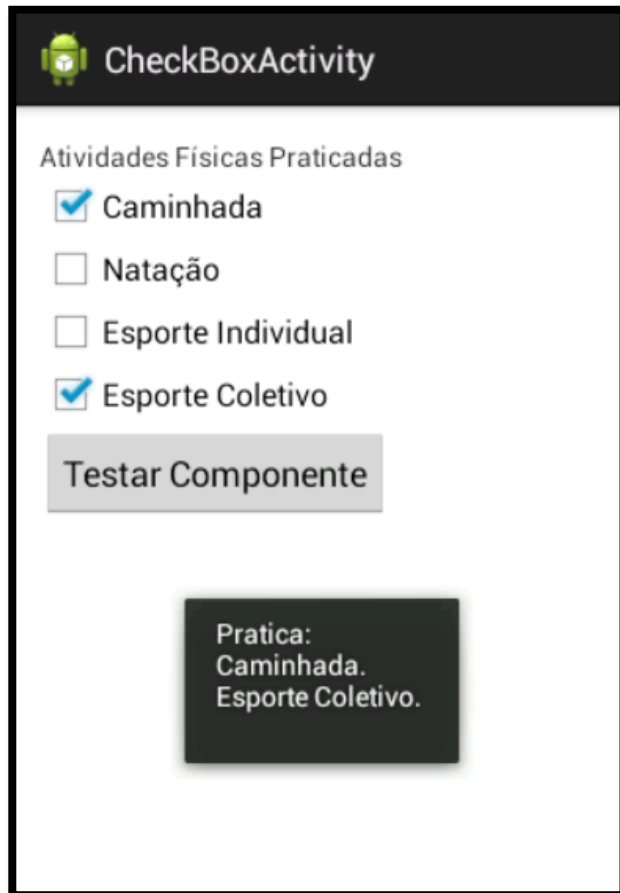 CheckBoxActivity
Atividades Físicas Praticadas
Caminhada
Natação
Esporte Individual
Esporte Coletivo
Testar Componente
Pratica:
Caminhada.
Esporte Coletivo.